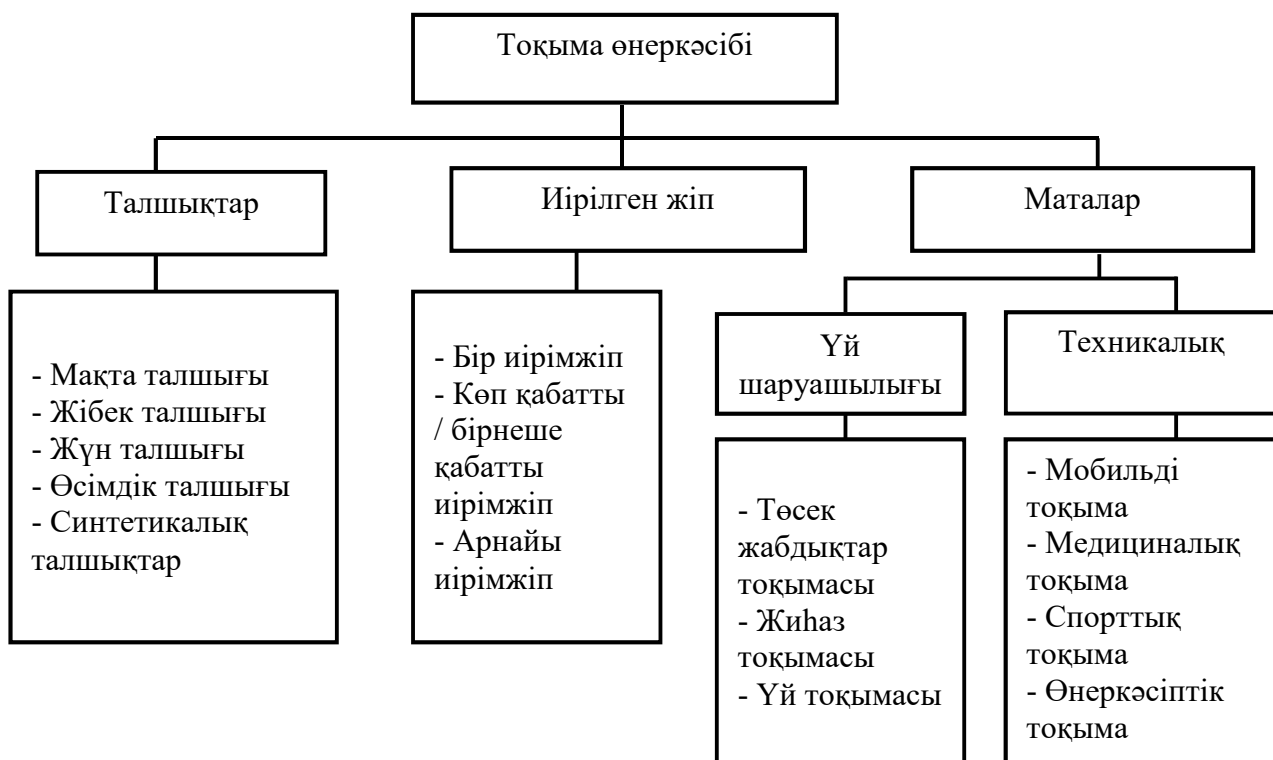 Тоқыма өнеркәсібі
Талшықтар
Иірілген жіп
Маталар
- Мақта талшығы
- Жібек талшығы
- Жүн талшығы
- Өсімдік талшығы
- Синтетикалық
талшықтар
- Бір иірімжіп
- Көп қабатты
/ бірнеше
қабатты
иірімжіп
- Арнайы
иірімжіп
Үй
шаруашылығы
Техникалық
- Төсек
жабдықтар
тоқымасы
- Жиһаз
тоқымасы
- Үй тоқымасы
- Мобильді
тоқыма
- Медициналық
тоқыма
- Спорттық
тоқыма
- Өнеркәсіптік
тоқыма